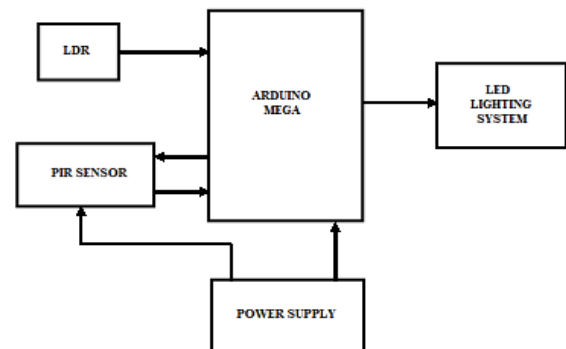 LDR
ARDUINO
MEGA
LED
LIGHTING
SYSTEM
PIR SENSOR
POWER SUPPLY